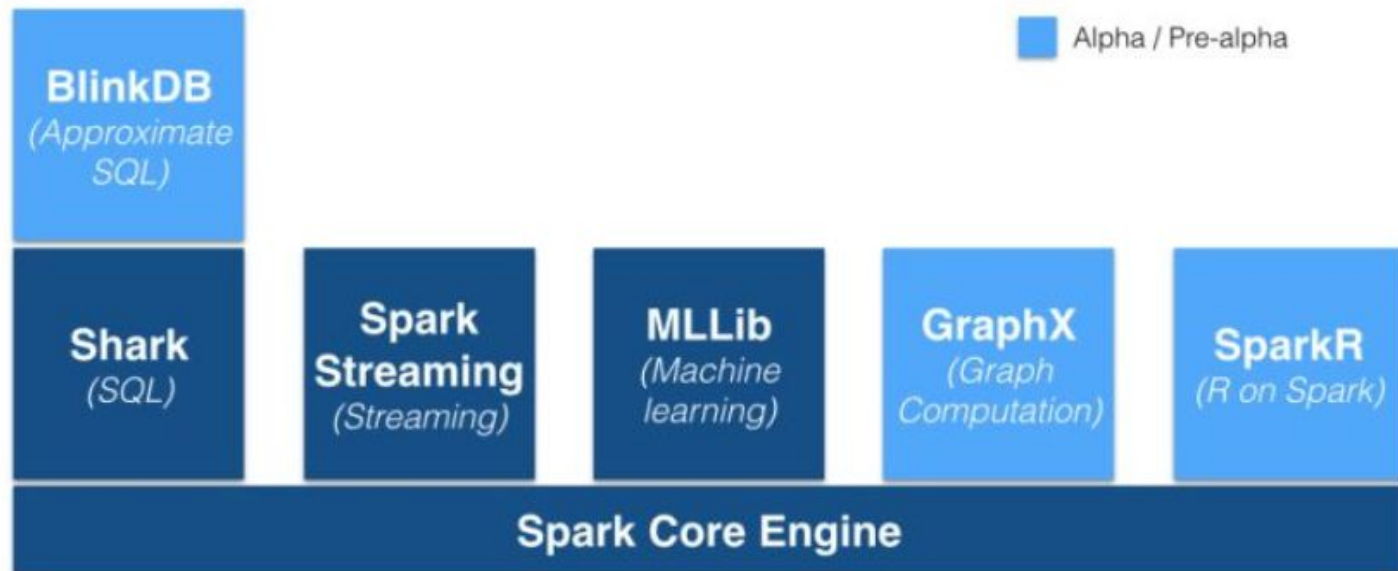 Alpha / Pre-alpha
BlinkDB
(Approximate
SQL)
Shark
(SQL)
Spark
Streaming
(Streaming)
MLLib
(Machine
learning)
GraphX
(Graph
Computation)
SparkR
(R on Spark)
Spark Core Engine